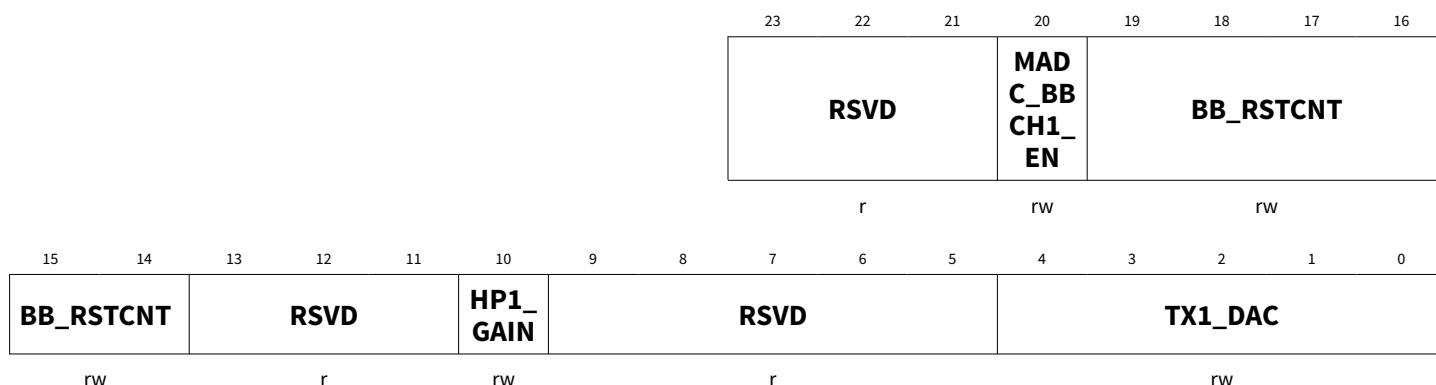 23 22 21 20 19 18 17 16
RSVD
MAD
C_BB
CH1_
EN
BB_RSTCNT
r rw rw
15 14 13 12 11 10 9 8 7 6 5 4 3 2 1 0
BB_RSTCNT
RSVD
HP1_
GAIN
RSVD
TX1_DAC
rw r rw r rw